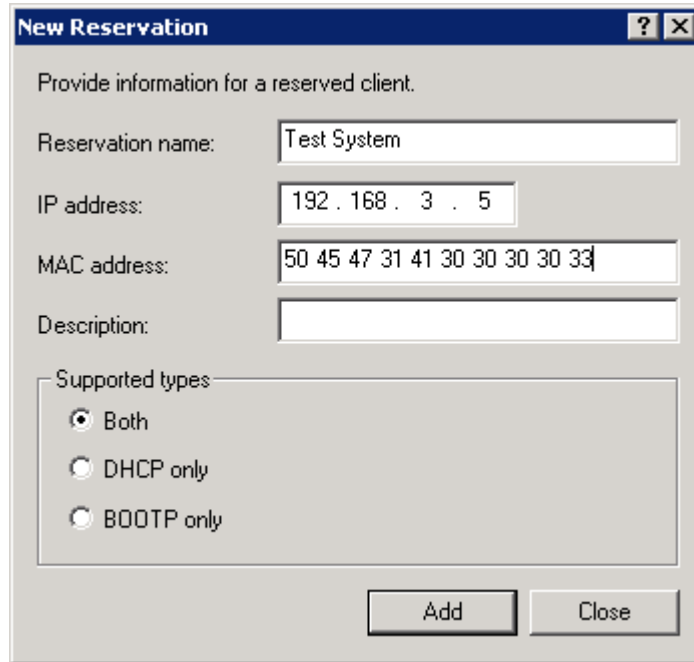 New Reservation
Provide information for a reserved client.
Reservation name: Test System
IP address: 192 . 168 . 3 . 5
MAC address: 50 45 47 31 41 30 30 30 30 33
Description:
Supported types
Both
DHCP only
BOOTP only
Add Close